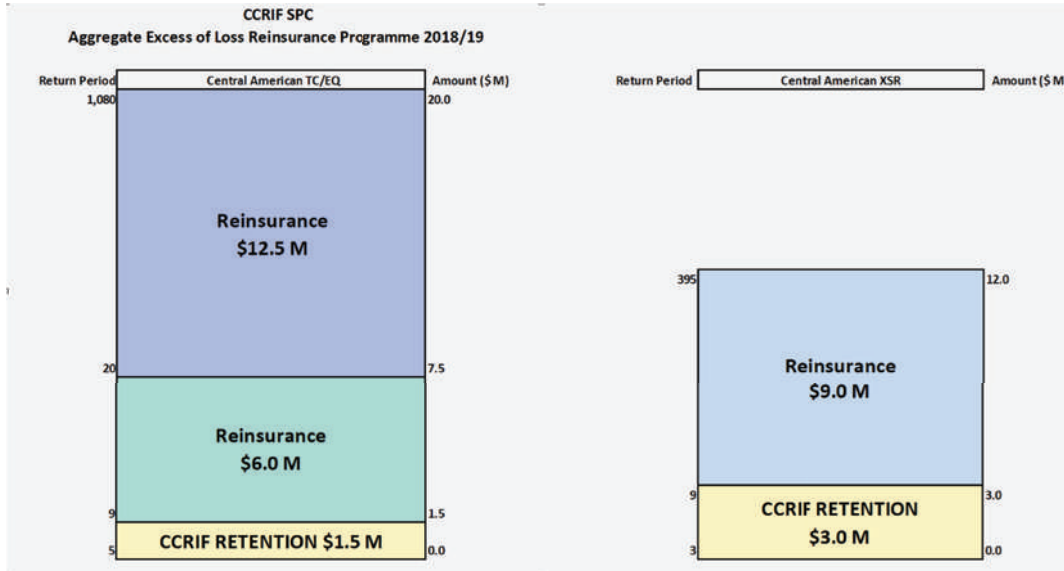 CCRIF SPC
Aggregate Excess of Loss Reinsurance Programme 2018/19
Return Period Central American TC/EQ Amount ($ M)
1,080 20.0
Reinsurance
$12.5 M
20 7.5
Reinsurance
$6.0 M
9 1.5
CCRIF RETENTION $1.5 M
5 0.0
Return Period Central American XSR Amount ($ M
395 12.0
Reinsurance
$9.0 M
9 3.0
CCRIF RETENTION
$3.0 M
3 0.0